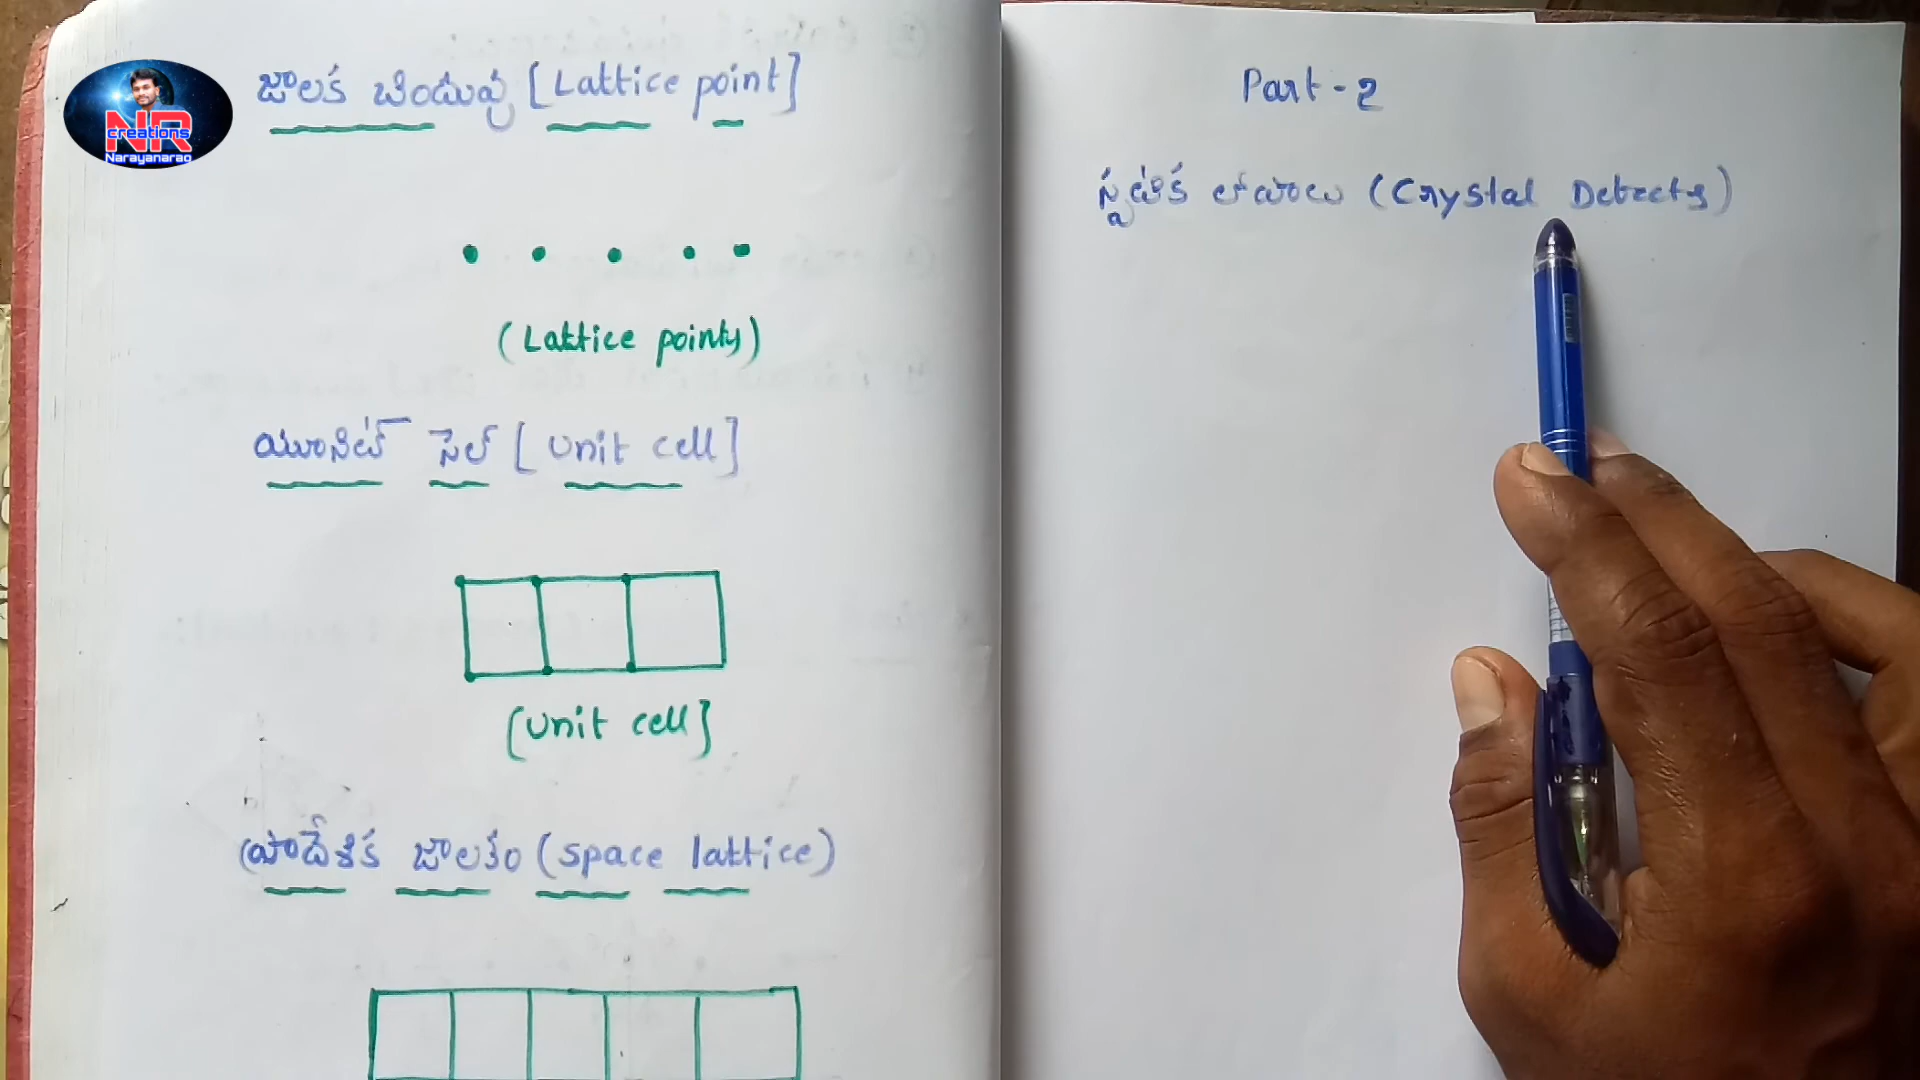 NR
creations
Narayanarao
జాలక బిందువు [Lattice point]
(Lattice points)
యూనిట్ సెల్ [unit cell]
[unit cell]
ప్రాదేశిక జాలకం (space lattice)
Part - 2
స్ఫటిక లోపాలు (Crystal Defects)